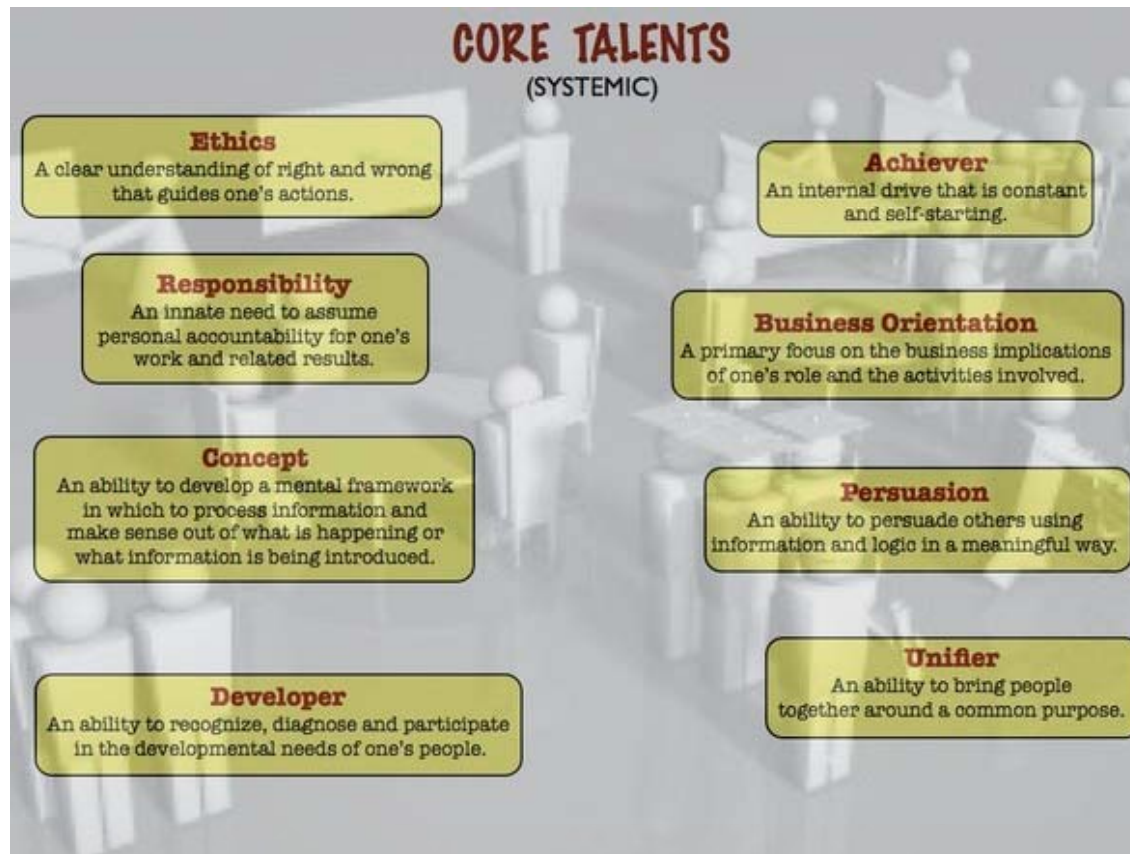 CORE TALENTS
(SYSTEMIC)
Ethics
A clear understanding of right and wrong
that guides one's actions.
Achiever
An internal drive that is constant
and self-starting.
Responsibility
An innate need to assume
personal accountability for one's
work and related results.
Business Orientation
A primary focus on the business implications
of one's role and the activities involved.
Concept
An ability to develop a mental framework
in which to process information and
make sense out of what is happening or
what information is being introduced.
Persuasion
An ability to persuade others using
information and logic in a meaningful way.
Developer
An ability to recognize, diagnose and participate
in the developmental needs of one's people.
Unifier
An ability to bring people
together around a common purpose.